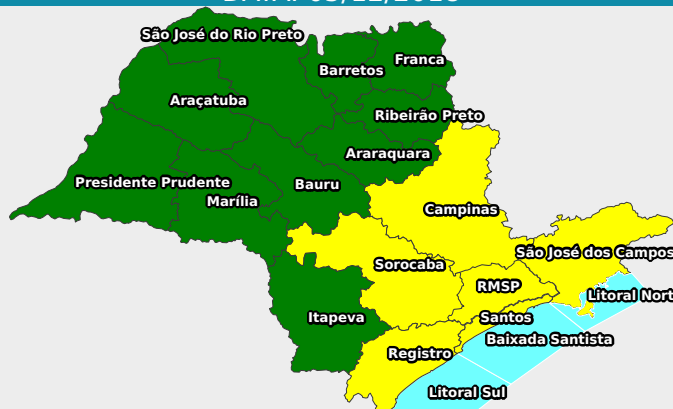 São José do Rio Preto
Franca
Barretos
Araçatuba
Ribeirão Preto
Araraquara
Presidente Prudente
Bauru
Marília
Campinas
São José dos Campos
Sorocaba
RMSP
Litoral Nort
Itapeva
Santos
Baixada Santista
Registro
Litoral Sul